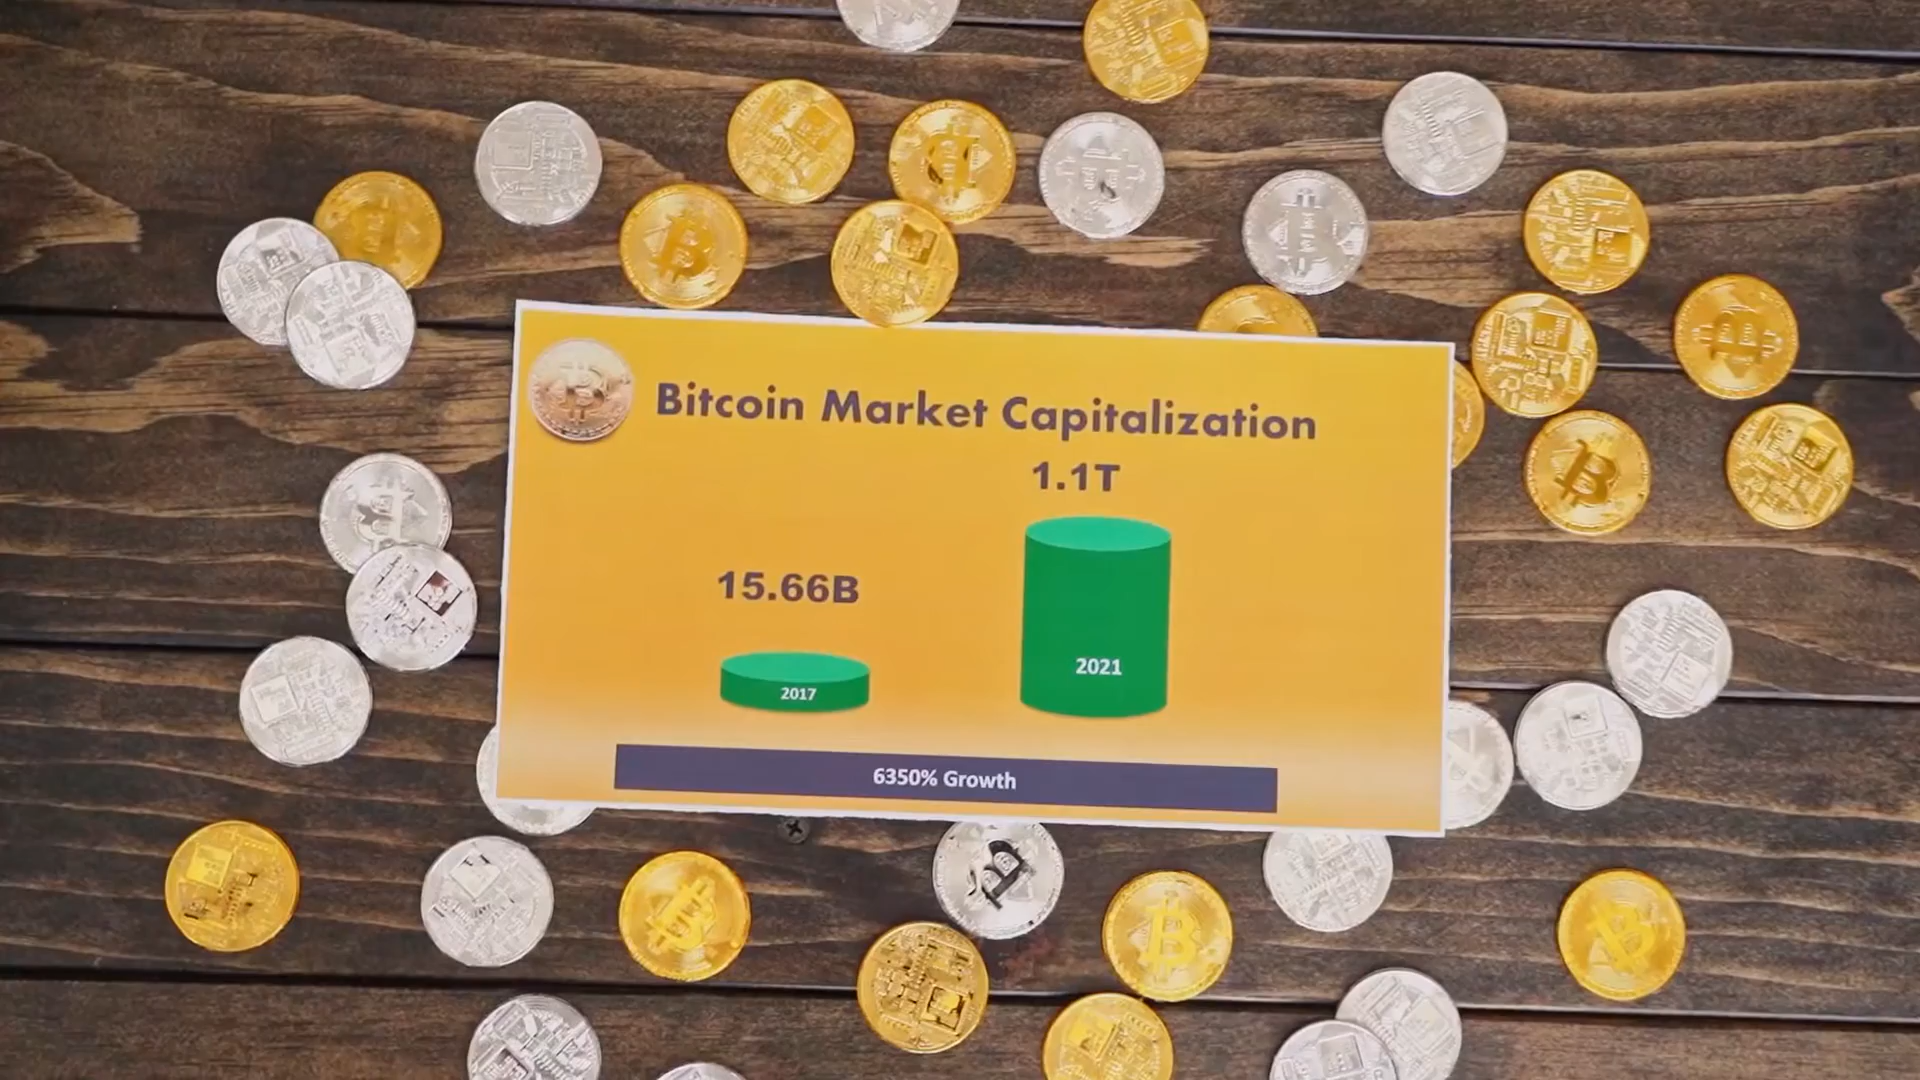 Bitcoin Market Capitalization
1.1T
15.66B
2021
2017
6350% Growth